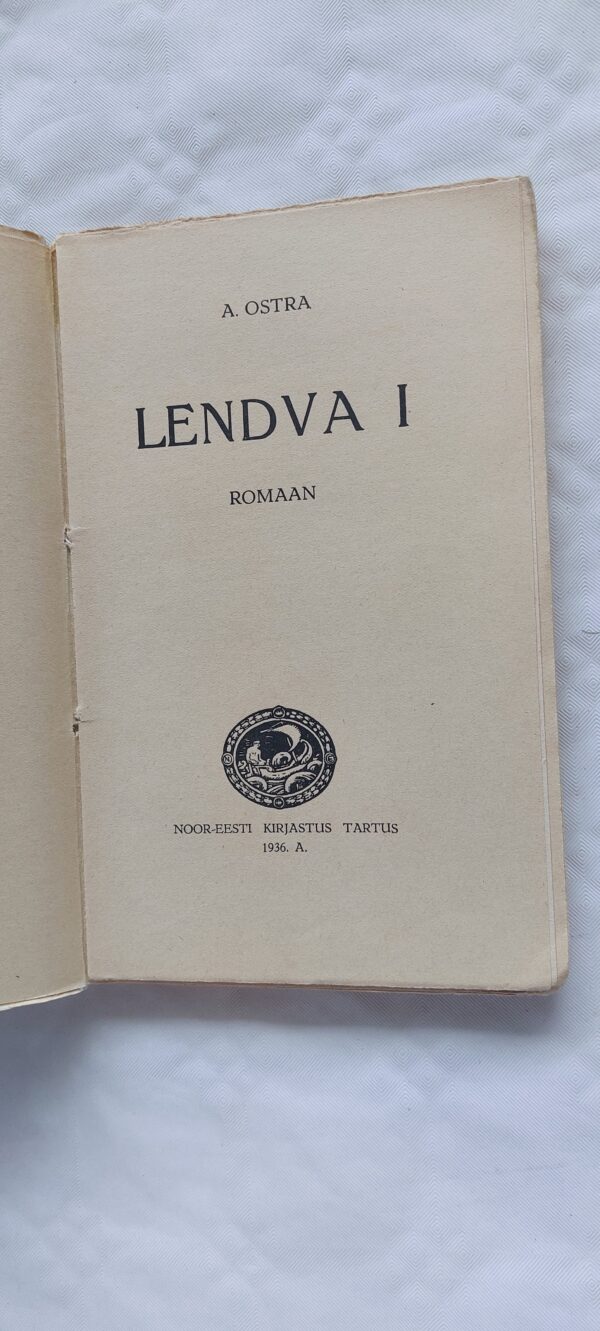 A. OSTRA
LENDVA I
ROMAAN
NOOR-EESTI KIRJASTUS TARTUS
1936. A.